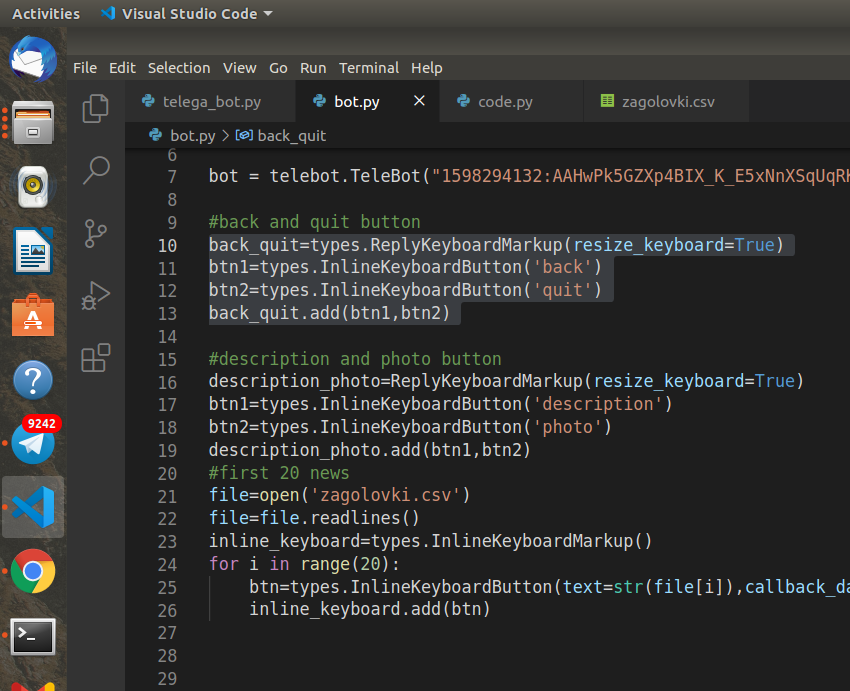 Activities Visual Studio Code
File Edit Selection View Go Run Terminal Help
telega_bot.py bot.py code.py zagolovki.csv
bot.py > back_quit
6
7 bot = telebot.TeleBot("1598294132:AAHwPk5GZXp4BIX_K_E5xNnXSqUqRK
8
9 #back and quit button
10 back_quit=types.ReplyKeyboardMarkup(resize_keyboard=True)
11 btn1=types.InlineKeyboardButton('back')
12 btn2=types.InlineKeyboardButton('quit')
13 back_quit.add(btn1,btn2)
14
15 #description and photo button
16 description_photo=ReplyKeyboardMarkup(resize_keyboard=True)
17 btn1=types.InlineKeyboardButton('description')
18 btn2=types.InlineKeyboardButton('photo')
19 description_photo.add(btn1,btn2)
20 #first 20 news
21 file=open('zagolovki.csv')
22 file=file.readlines()
23 inline_keyboard=types.InlineKeyboardMarkup()
24 for i in range(20):
25 btn=types.InlineKeyboardButton(text=str(file[i]),callback_da
26 inline_keyboard.add(btn)
27
28
29
9242